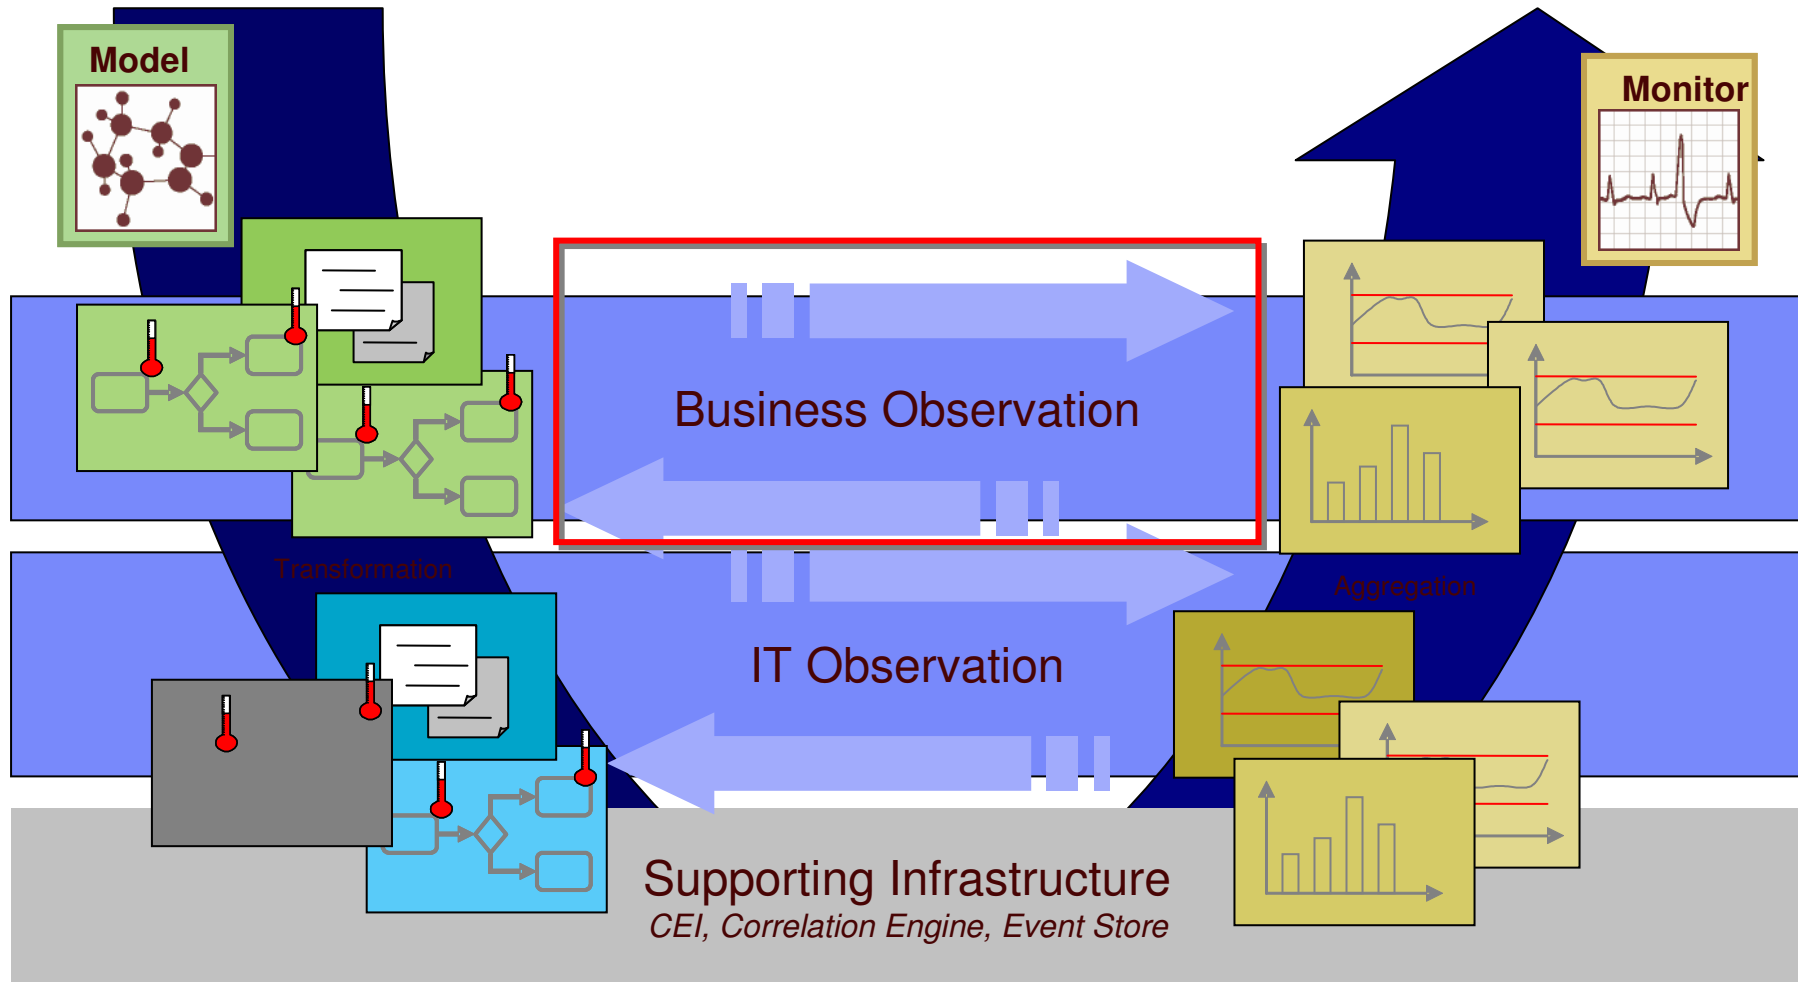 Model
Monitor
Business Observation
Transformation
Aggregation
IT Observation
Supporting Infrastructure
CEI, Correlation Engine, Event Store